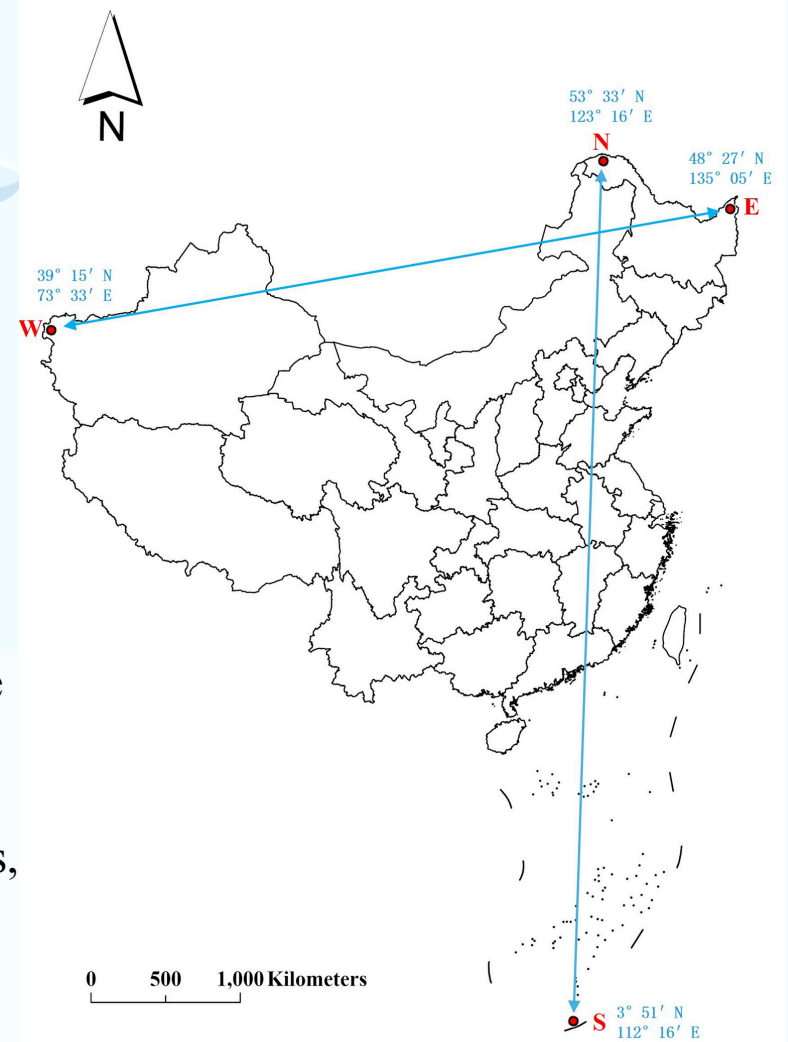 N
53° 33′ N
123° 16′ E
N
48° 27′ N
135° 05′ E
E
39° 15′ N
73° 33′ E
W
e
s,
0 500 1,000 Kilometers
S
3° 51′ N
112° 16′ E